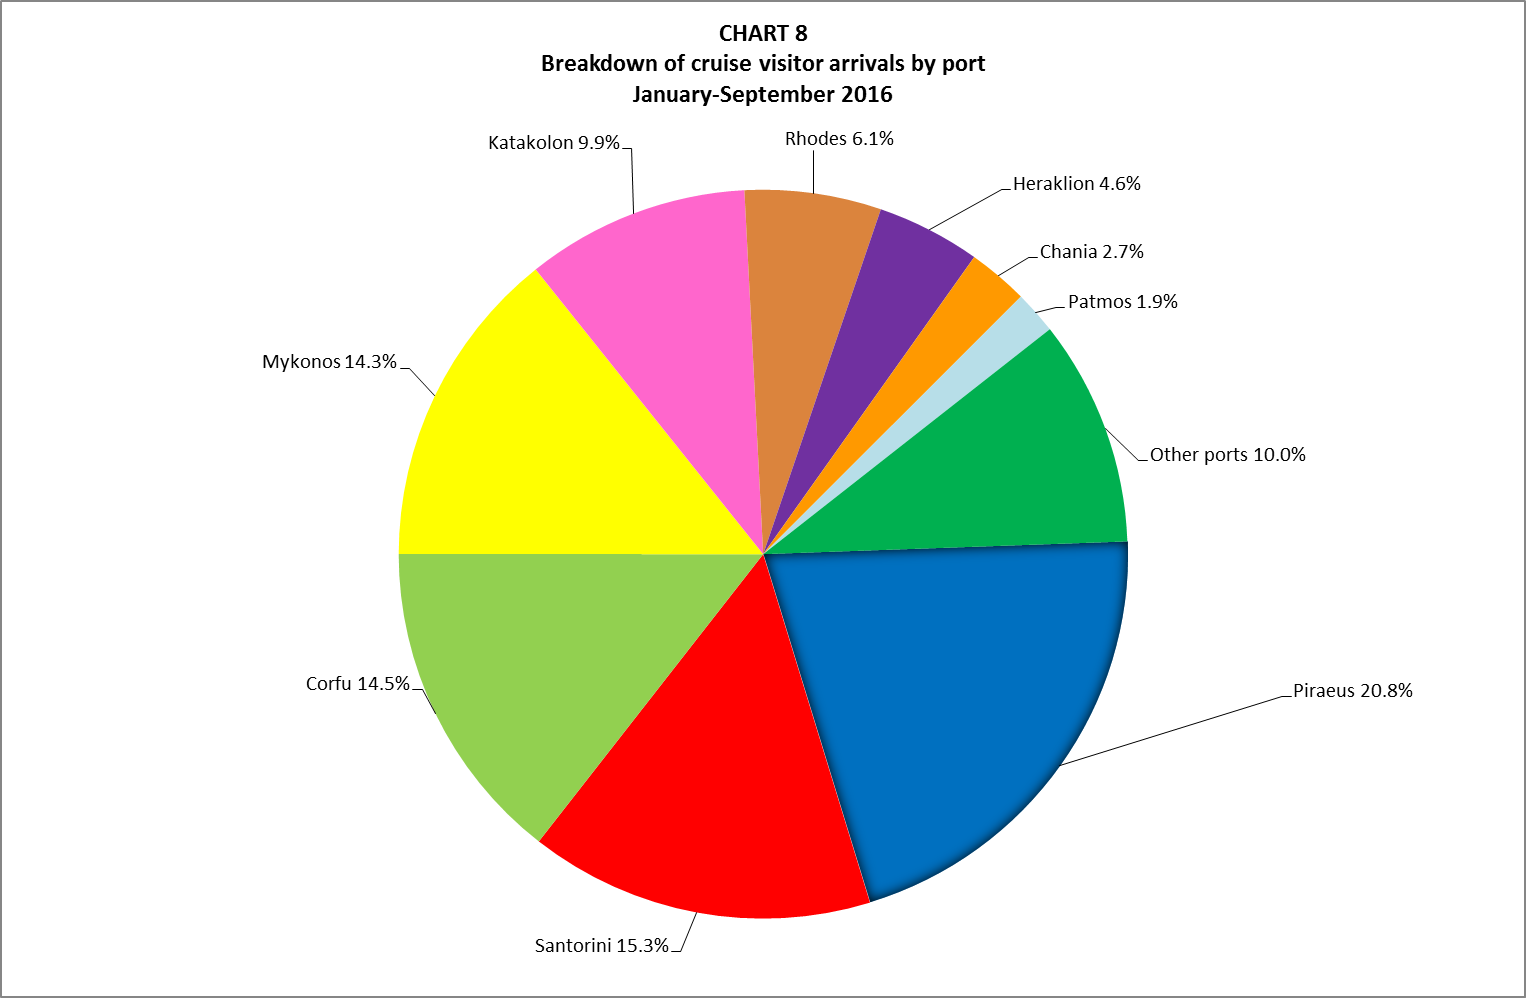 CHART 8
Breakdown of cruise visitor arrivals by port
January-September 2016
Rhodes 6.1%
Katakolon 9.9%
Heraklion 4.6%
Chania 2.7%
Patmos 1.9%
Mykonos 14.3%
Other ports 10.0%
Corfu 14.5%
Piraeus 20.8%
Santorini 15.3%